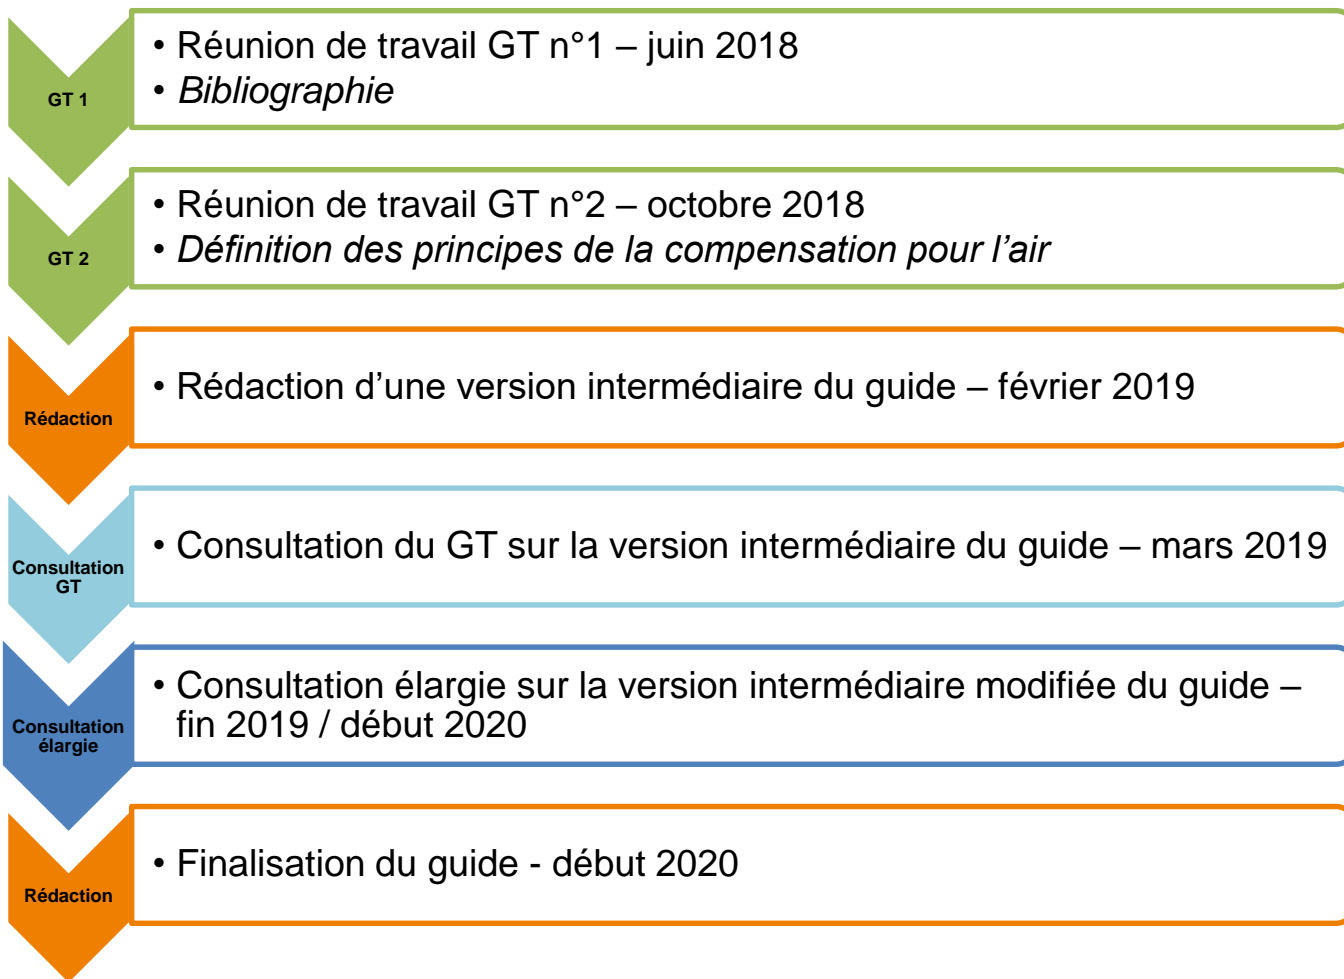 GT 1
• Réunion de travail GT n°1 – juin 2018
• Bibliographie
GT 2
• Réunion de travail GT n°2 – octobre 2018
• Définition des principes de la compensation pour l’air
Rédaction
• Rédaction d’une version intermédiaire du guide – février 2019
Consultation
GT
• Consultation du GT sur la version intermédiaire du guide – mars 2019
Consultation
élargie
• Consultation élargie sur la version intermédiaire modifiée du guide –
fin 2019 / début 2020
Rédaction
• Finalisation du guide - début 2020